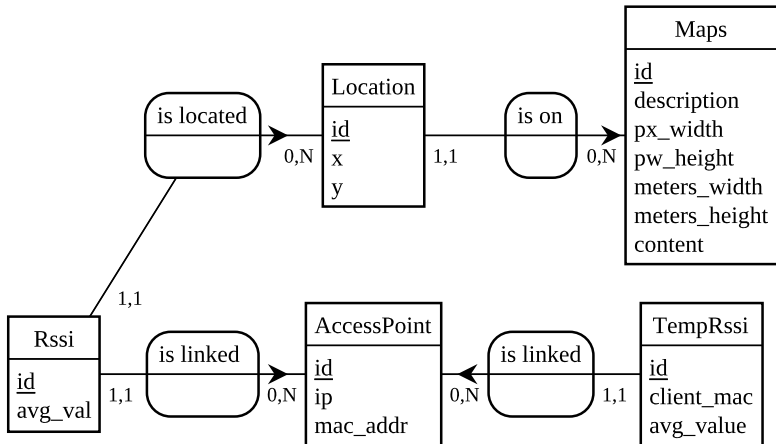 Maps
id
description
px_width
pw_height
meters_width
meters_height
content
Location
id
x
y
is located
0,N
is on
1,1
0,N
1,1
Rssi
id
avg_val
is linked
1,1
0,N
AccessPoint
id
ip
mac_addr
is linked
0,N
1,1
TempRssi
id
client_mac
avg_value